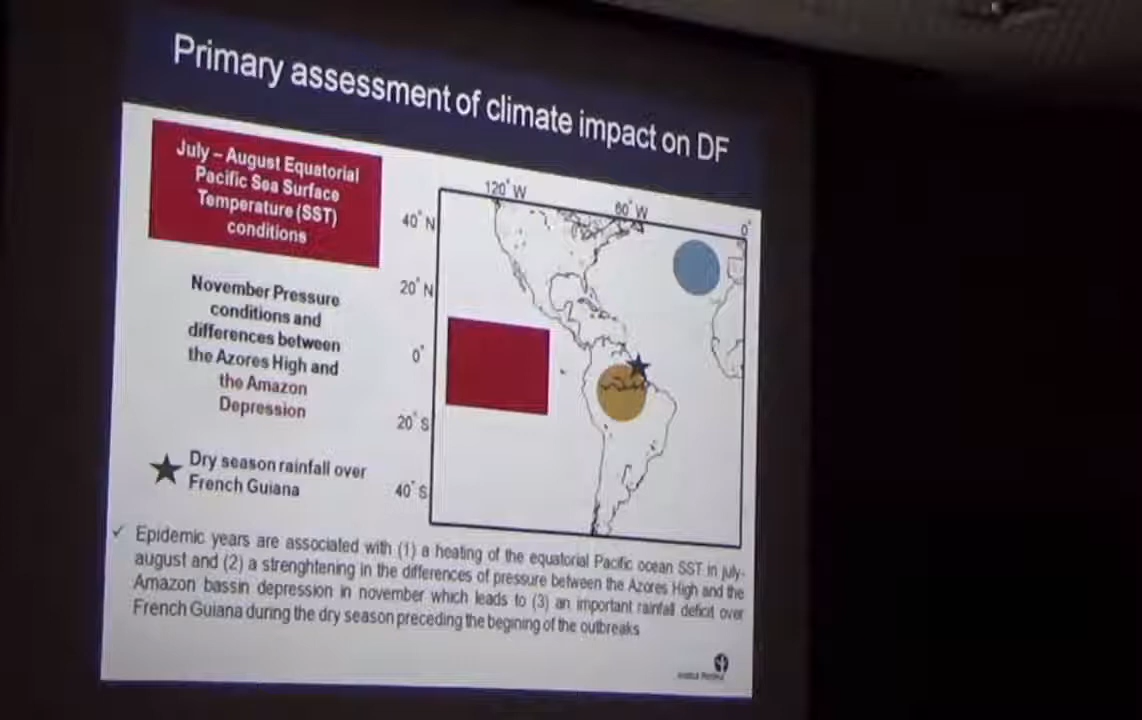 Primary assessment of climate impact on DF
July – August Equatorial
Pacific Sea Surface
Temperature (SST)
conditions
November Pressure
conditions and
differences between
the Azores High and
the Amazon
Depression
Dry season rainfall over
French Guiana
120° W
60° W
0°
40° N
20° N
0°
20° S
40° S
✓ Epidemic years are associated with (1) a heating of the equatorial Pacific ocean SST in july-
august and (2) a strenghtening in the differences of pressure between the Azores High and the
Amazon bassin depression in november which leads to (3) an important rainfall deficit over
French Guiana during the dry season preceding the begining of the outbreaks